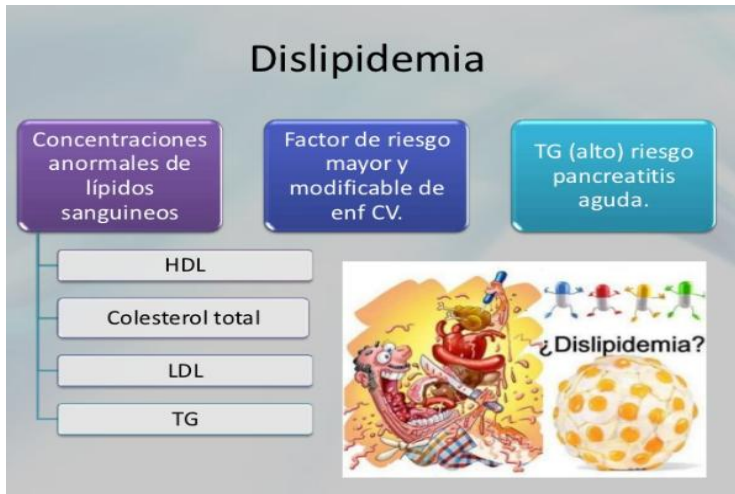 Dislipidemia
Concentraciones
anormales de
lípidos
sanguineos
Factor de riesgo
mayor y
modificable de
enf CV.
TG (alto) riesgo
pancreatitis
aguda.
HDL
Colesterol total
LDL
TG
¿Dislipidemia?